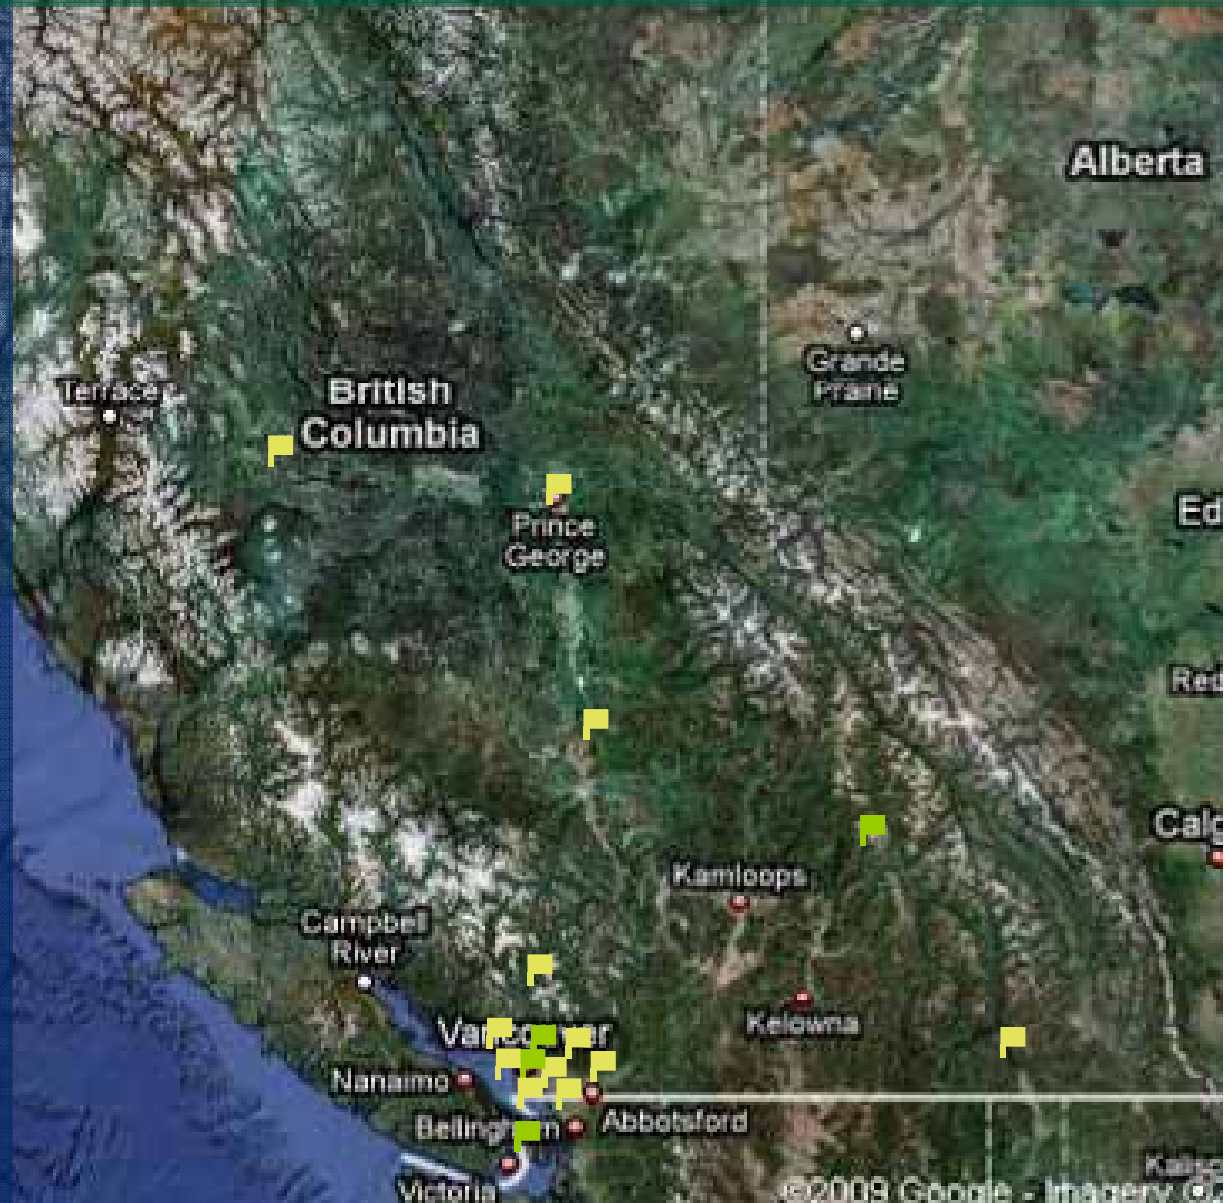 Alberta
Grande
Prairie
Terrace
British
Columbia
Ed
Prince
George
Red
Calg
Kamloops
Campbell
River
Kelowna
Vancouver
Nanaimo
Abbotsford
Bellingham
Victoria
©2009 Google - Imagery ©